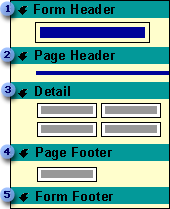 1 Form Header
2 Page Header
3 Detail
4 Page Footer
5 Form Footer